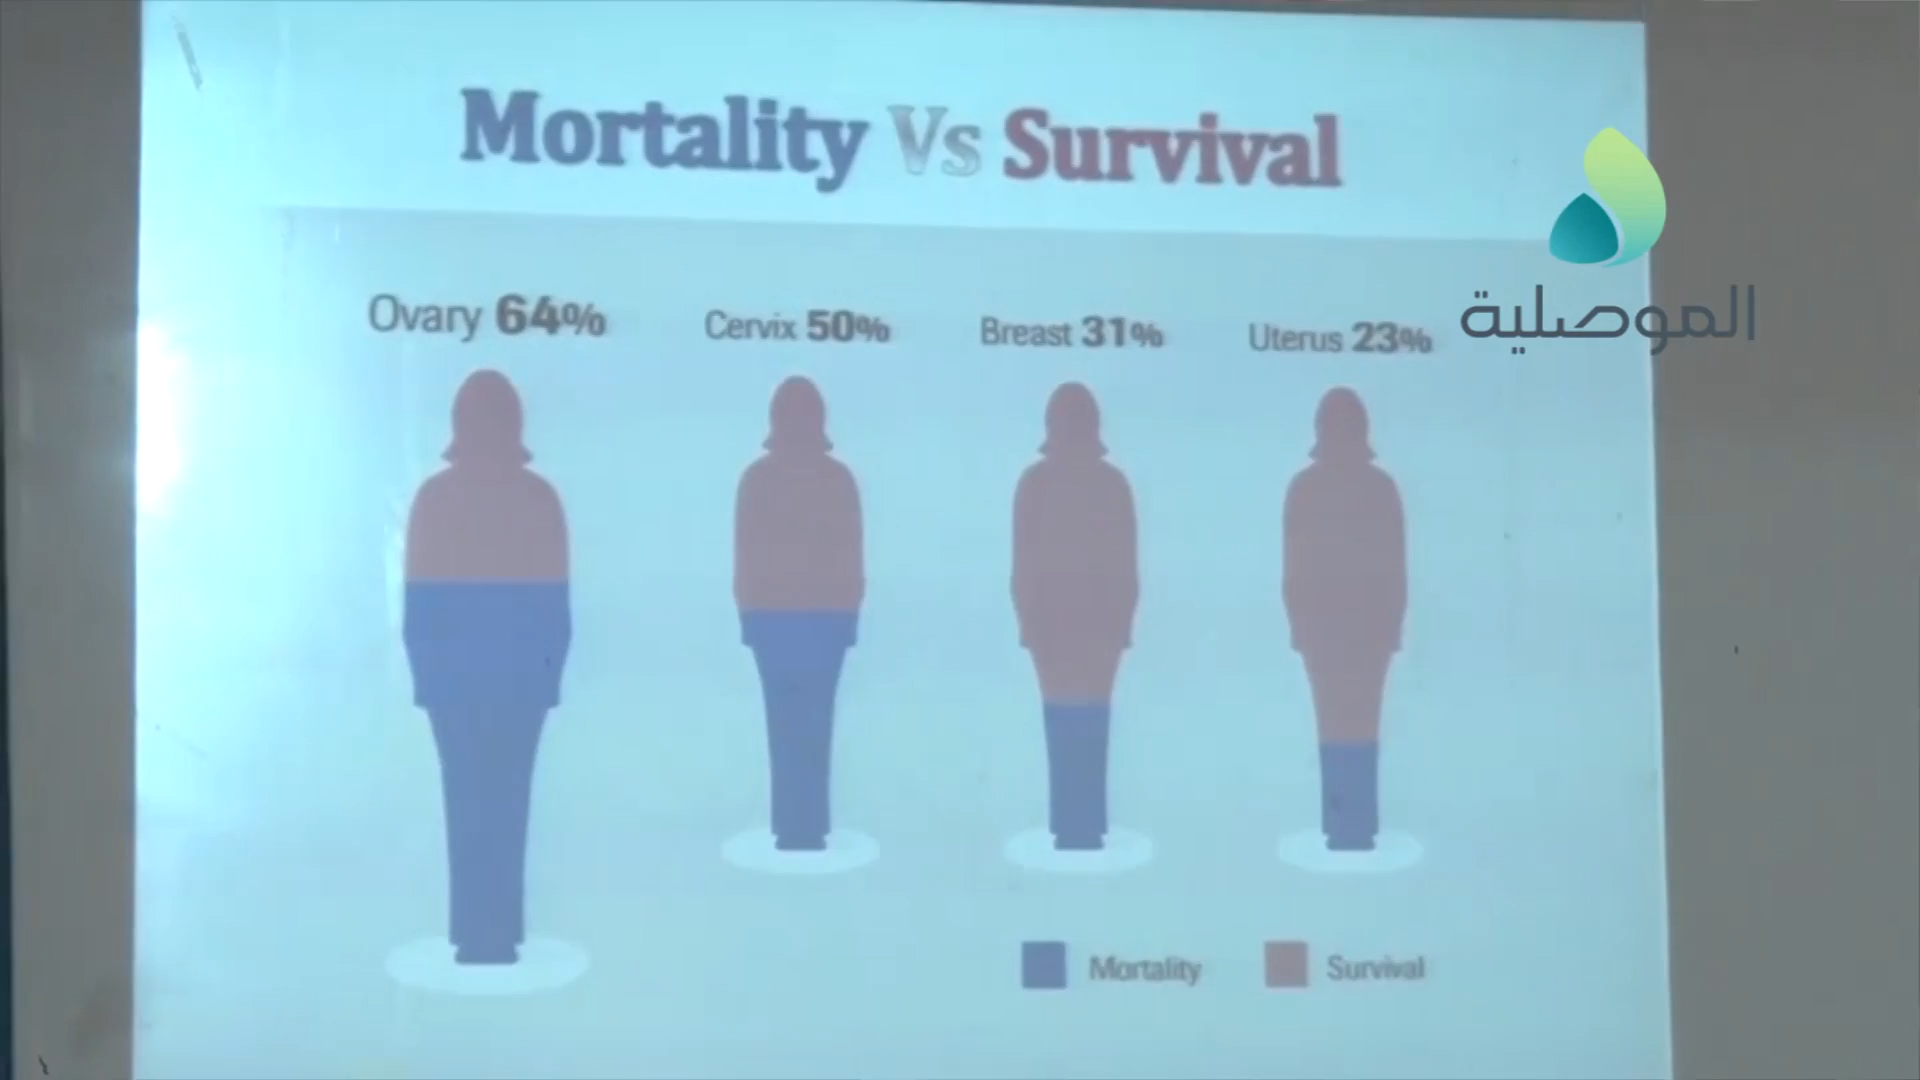 Mortality Vs Survival
الموصلية
Ovary 64%
Cervix 50%
Breast 31%
Uterus 23%
Mortality
Survival